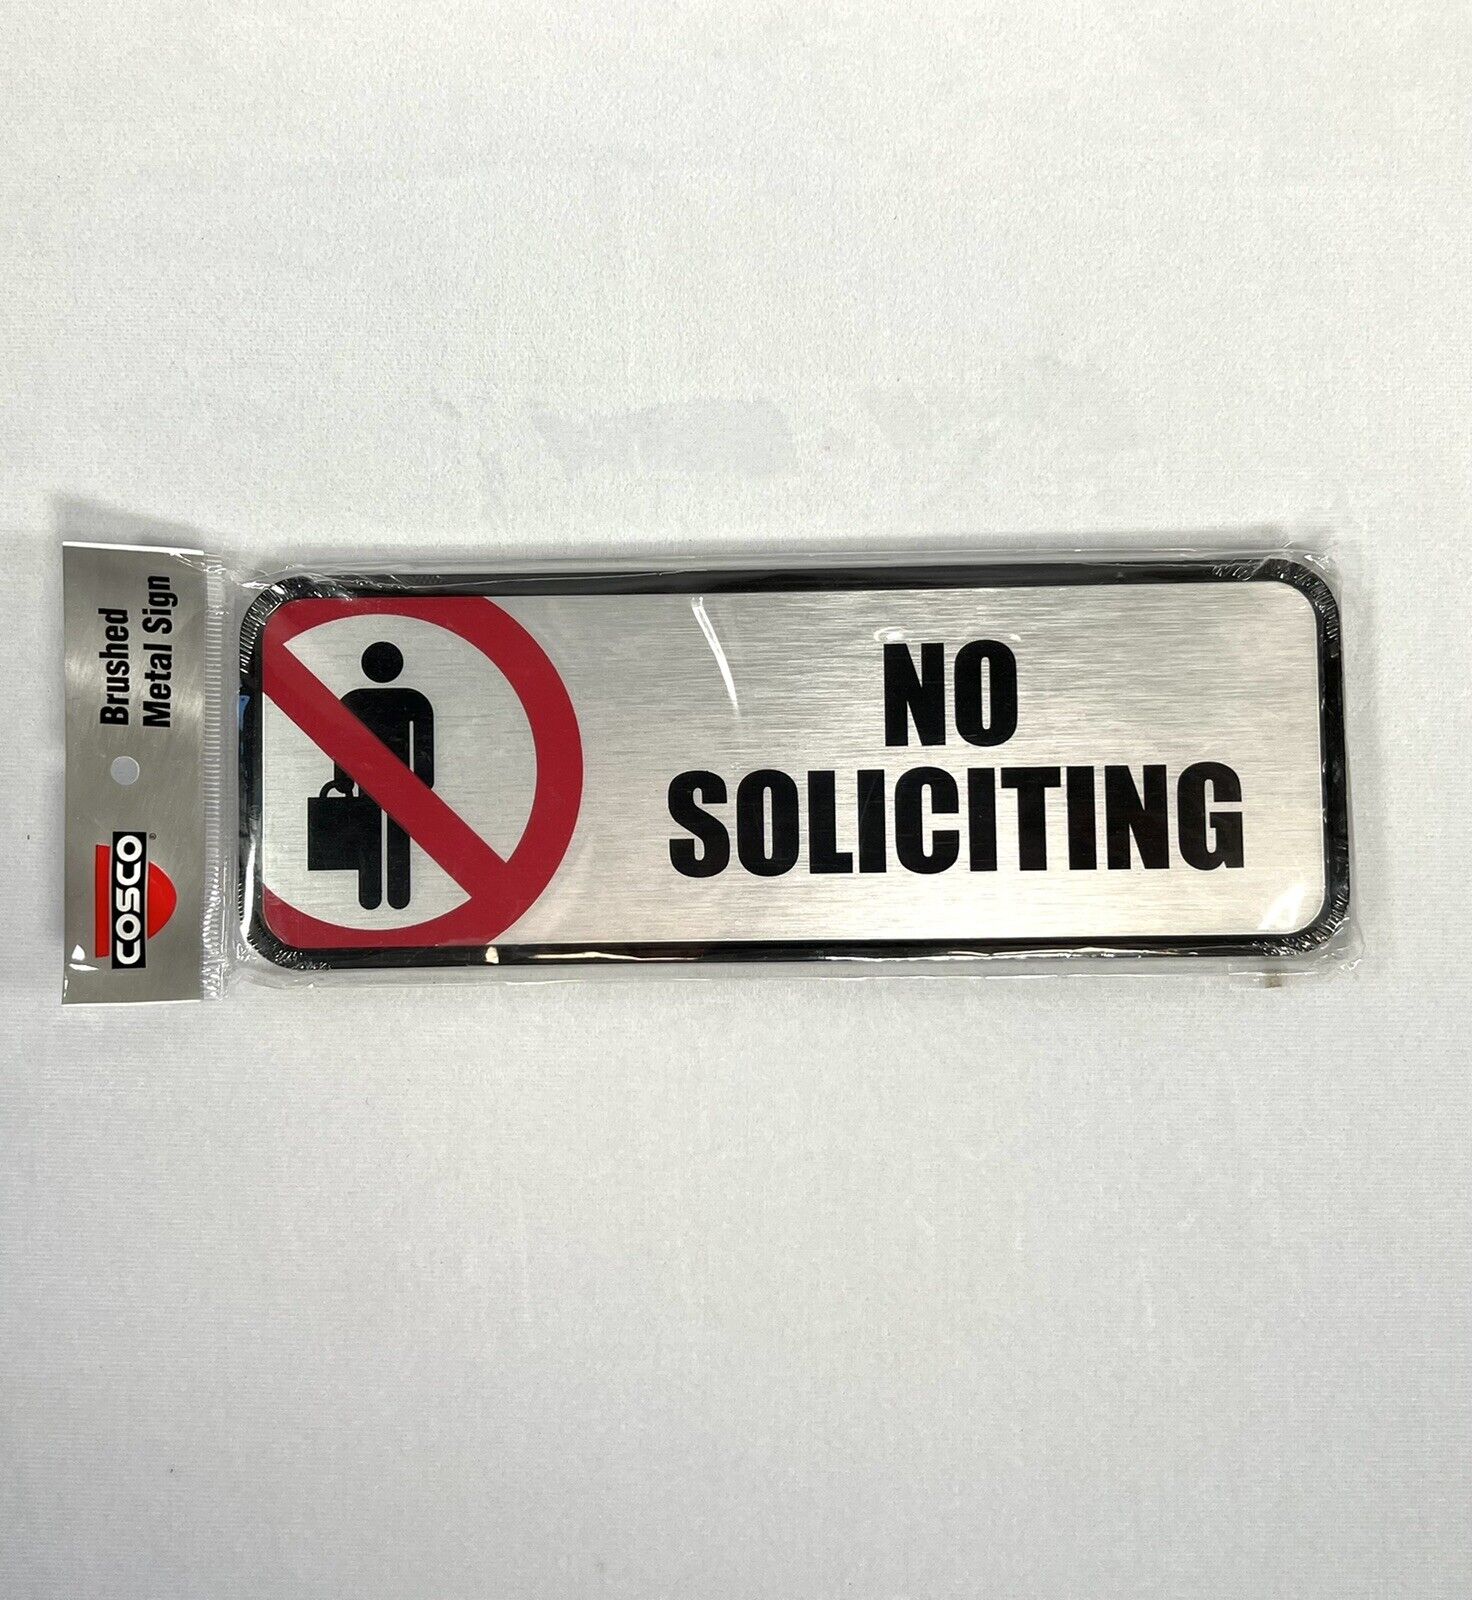 Brushed
Metal Sign
COSCO®
NO
SOLICITING